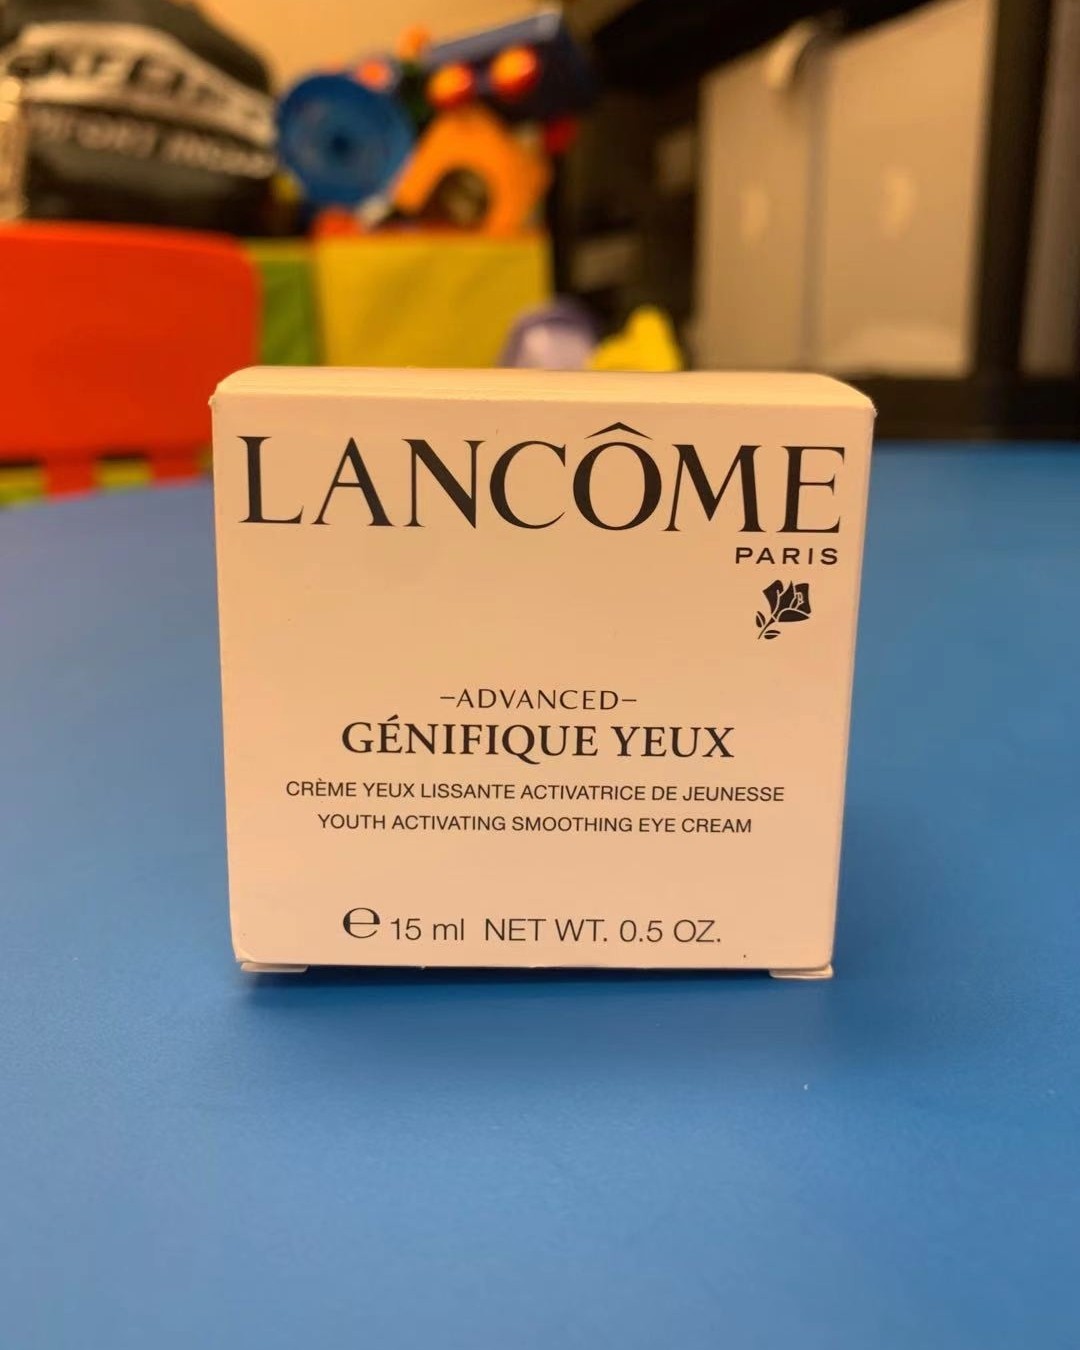 LANCÔME
PARIS
–ADVANCED–
GÉNIFIQUE YEUX
CRÈME YEUX LISSANTE ACTIVATRICE DE JEUNESSE
YOUTH ACTIVATING SMOOTHING EYE CREAM
℮ 15 ml NET WT. 0.5 OZ.